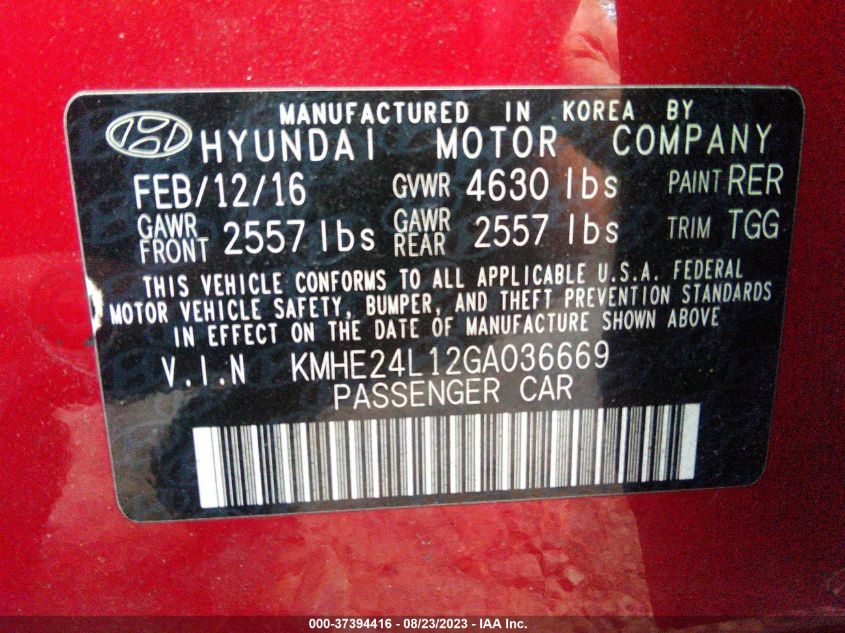 MANUFACTURED IN KOREA BY
HYUNDAI MOTOR COMPANY
FEB/12/16 GVWR 4630 lbs PAINT RER
GAWR FRONT 2557 lbs GAWR REAR 2557 lbs TRIM TGG
THIS VEHICLE CONFORMS TO ALL APPLICABLE U.S.A. FEDERAL
MOTOR VEHICLE SAFETY, BUMPER, AND THEFT PREVENTION STANDARDS
IN EFFECT ON THE DATE OF MANUFACTURE SHOWN ABOVE
V.I.N KMHE24L12GA036669
PASSENGER CAR
000-37394416 - 08/23/2023 - IAA Inc.